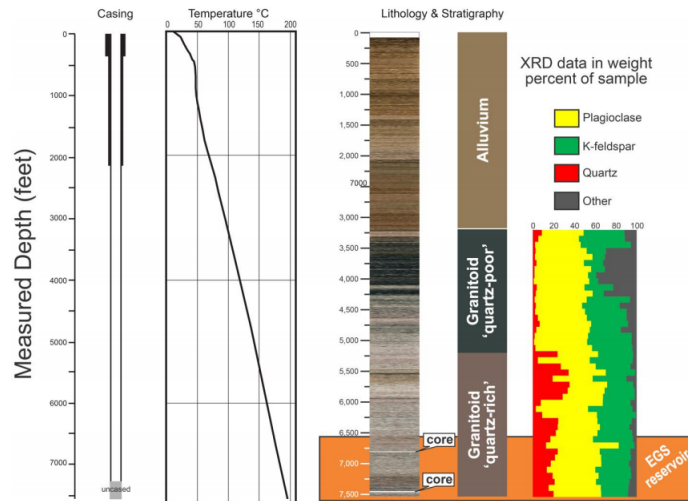 Casing
Temperature °C
Lithology & Stratigraphy
0 50 100 150 200
Measured Depth (feet)
0
1000
2000
3000
4000
5000
6000
7000
uncased
0
500
1,000
1,500
2,000
7000
3,000
3,500
4,000
4,500
5,000
5,500
6,000
6,500
7,000
7,500
core
core
Alluvium
Granitoid
'quartz-poor'
Granitoid
'quartz-rich'
XRD data in weight
percent of sample
Plagioclase
K-feldspar
Quartz
Other
0 20 40 60 80 100
EGS
reservoir